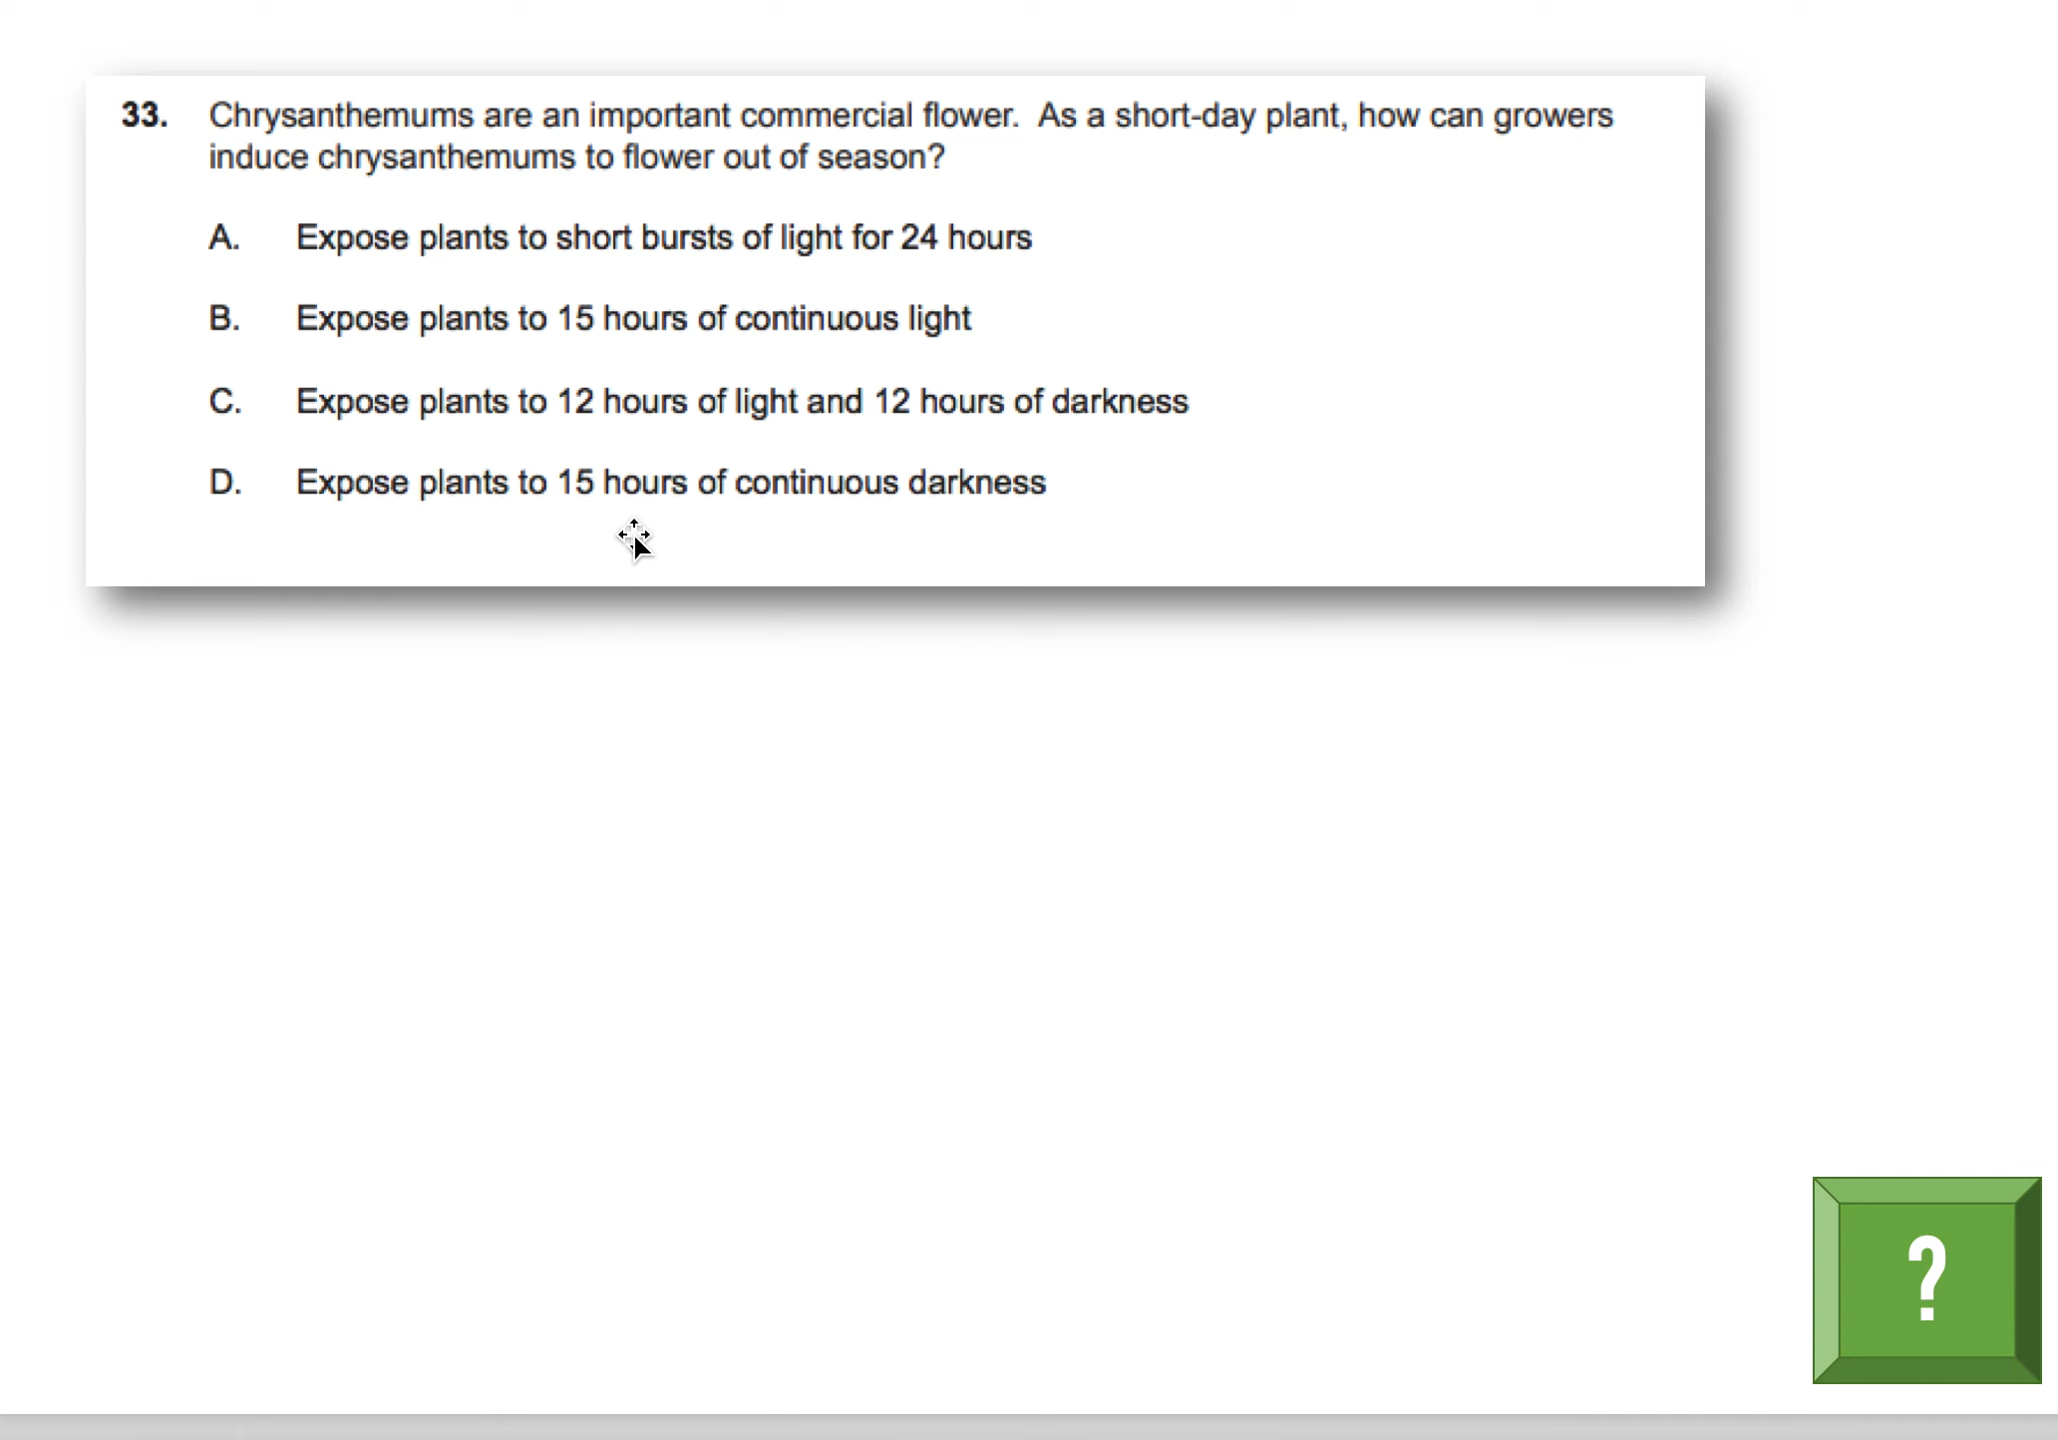 33. Chrysanthemums are an important commercial flower. As a short-day plant, how can growers
induce chrysanthemums to flower out of season?
A. Expose plants to short bursts of light for 24 hours
B. Expose plants to 15 hours of continuous light
C. Expose plants to 12 hours of light and 12 hours of darkness
D. Expose plants to 15 hours of continuous darkness
?